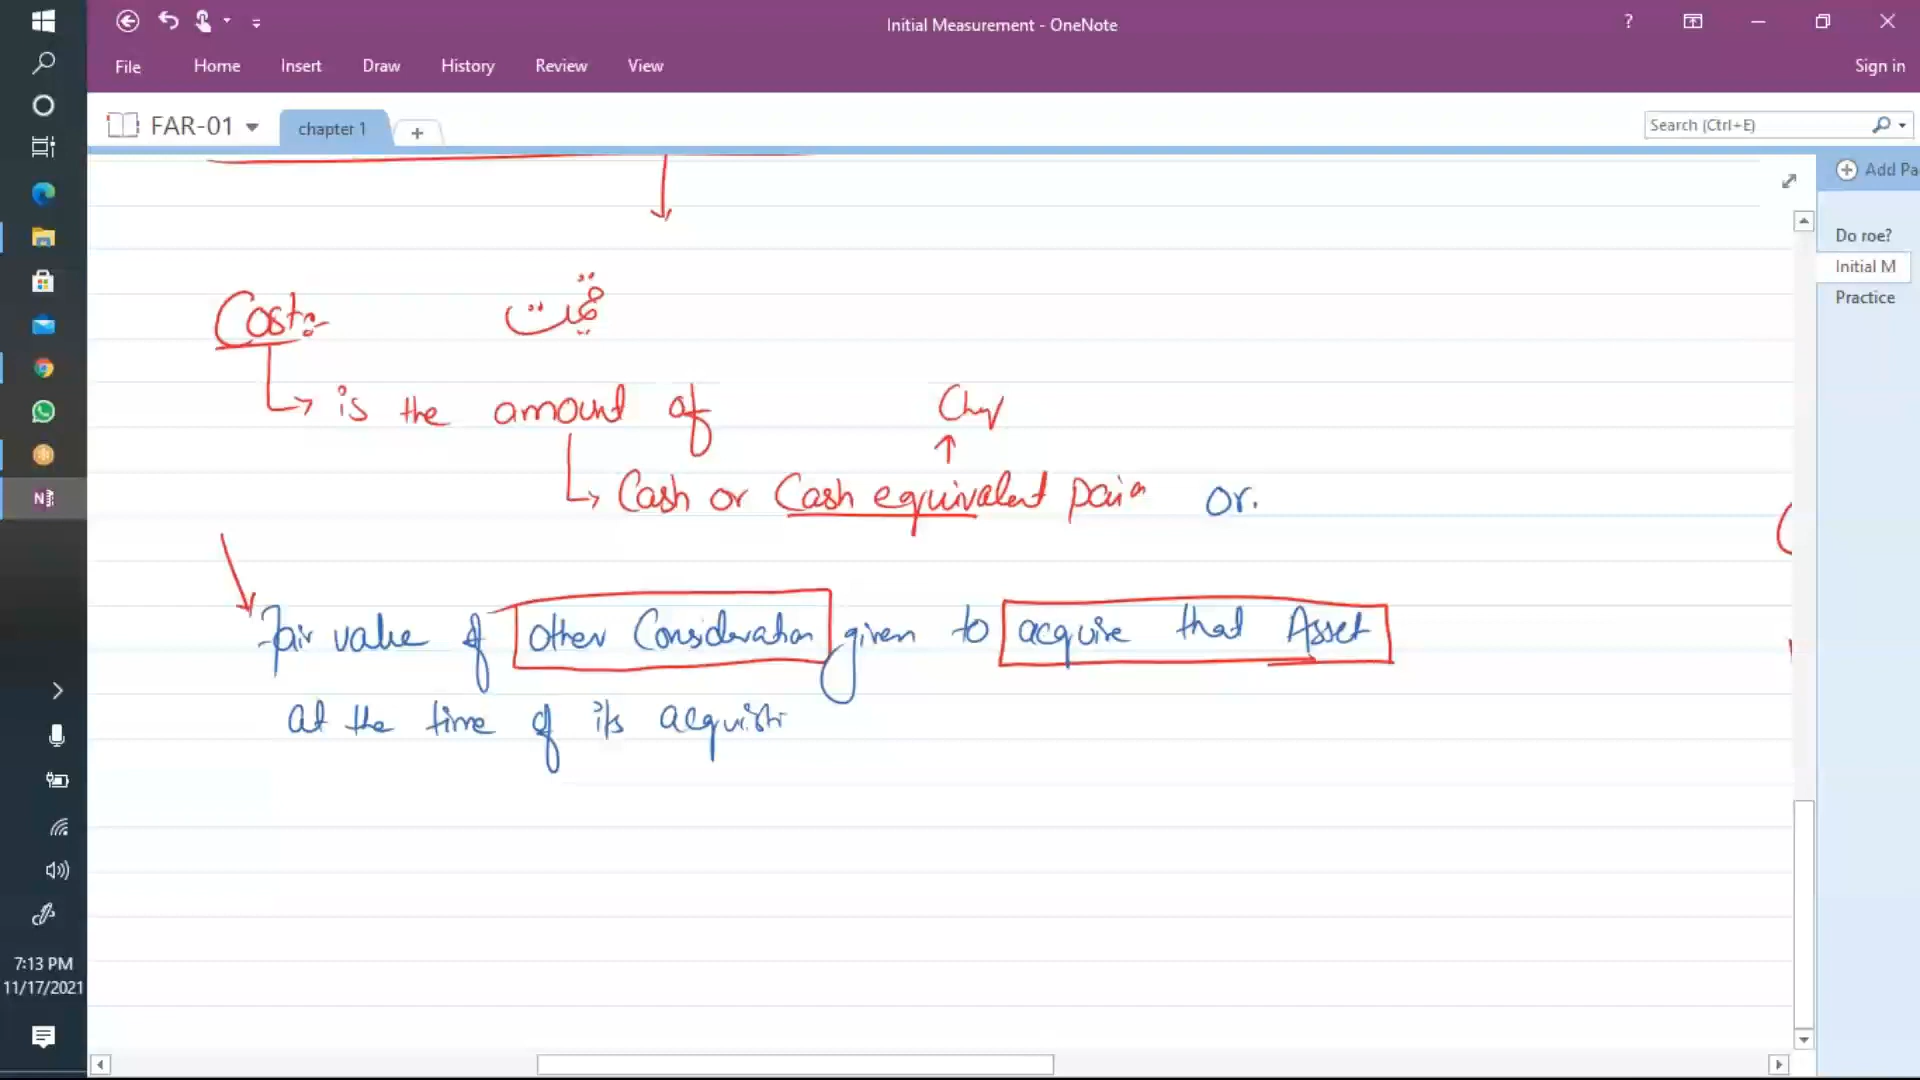 Initial Measurement - OneNote
?
File Home Insert Draw History Review View
Sign in
FAR-01 chapter 1 +
Search (Ctrl+E)
Add Pa
Do roe?
Initial M
Practice
Cost:- قیمت
is the amount of
Cash or Cash equivalent paid or.
Fair value of other Consideration given to acquire that Asset
at the time of its acquisti
7:13 PM
11/17/2021